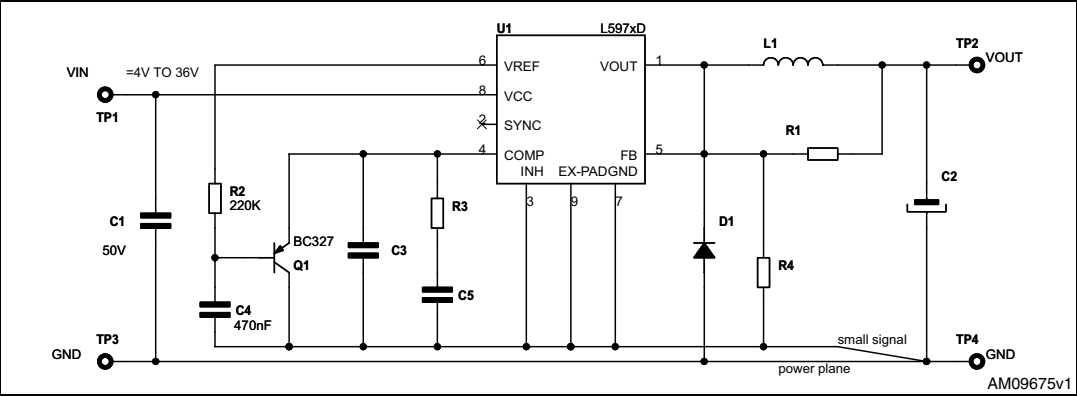 U1 L597xD
VIN =4V TO 36V
TP1
6 VREF VOUT 1
8 VCC
2 SYNC
4 COMP FB 5
INH EX-PADGND
3 9 7
L1
TP2 VOUT
R1
C2
R2
220K
C1
50V
BC327
Q1
R3
C3
C5
D1
R4
C4
470nF
TP3
GND
small signal
power plane
TP4
GND
AM09675v1